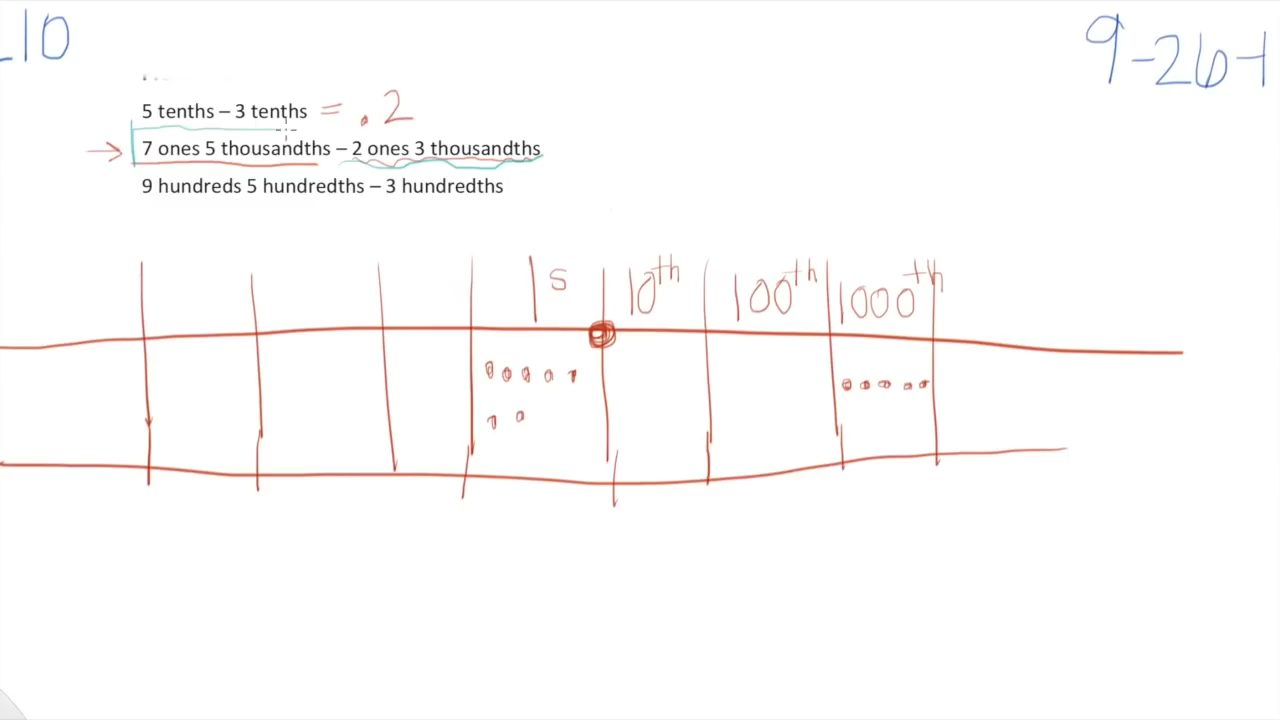 10
9-26-1
5 tenths – 3 tenths = .2
→ 7 ones 5 thousandths – 2 ones 3 thousandths
9 hundreds 5 hundredths – 3 hundredths
1s 10th 100th 1000th